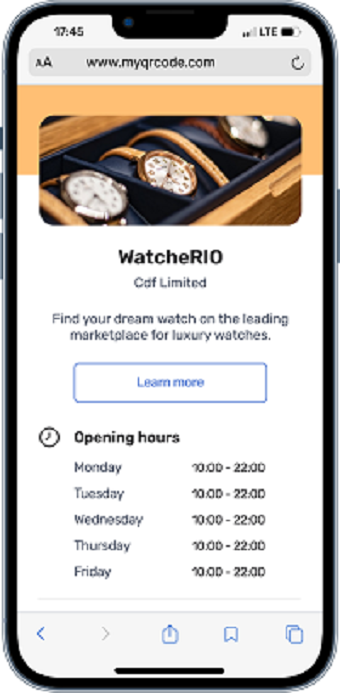 17:45 LTE
AA www.myqrcode.com
WatcheRIO
Cdf Limited
Find your dream watch on the leading
marketplace for luxury watches.
Learn more
Opening hours
Monday 10:00 - 22:00
Tuesday 10:00 - 22:00
Wednesday 10:00 - 22:00
Thursday 10:00 - 22:00
Friday 10:00 - 22:00